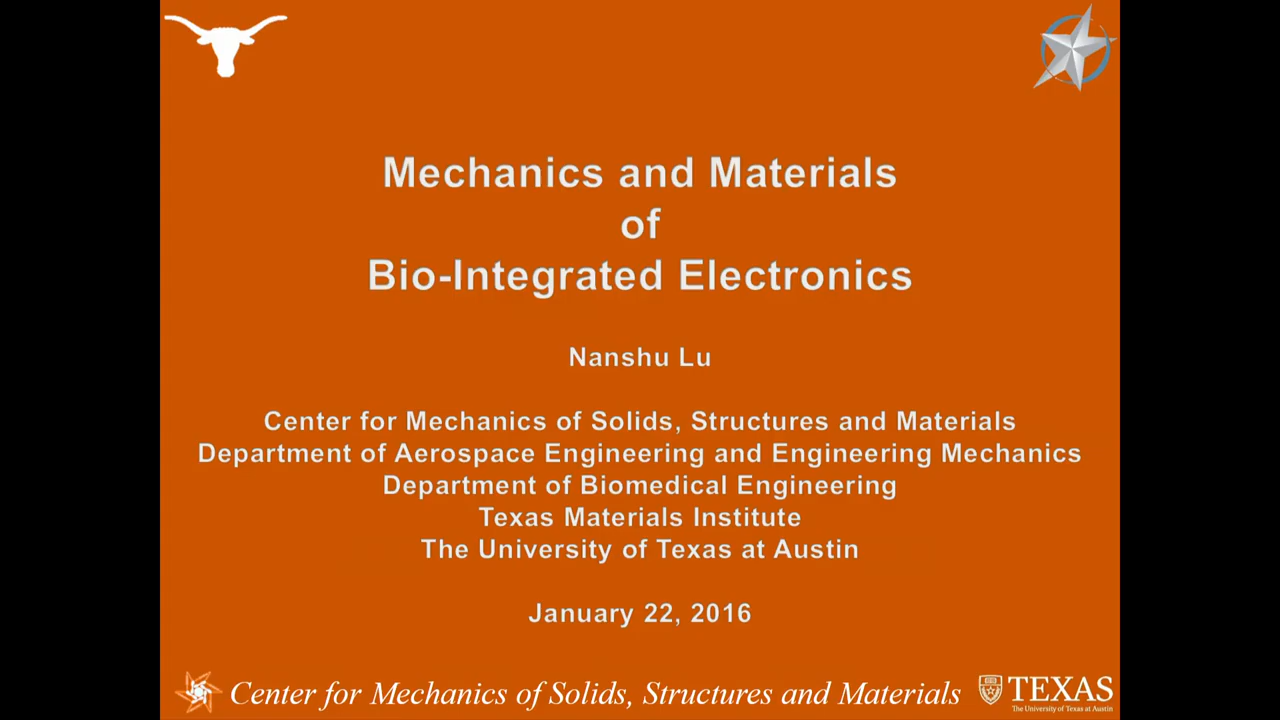 Mechanics and Materials
of
Bio-Integrated Electronics
Nanshu Lu
Center for Mechanics of Solids, Structures and Materials
Department of Aerospace Engineering and Engineering Mechanics
Department of Biomedical Engineering
Texas Materials Institute
The University of Texas at Austin
January 22, 2016
Center for Mechanics of Solids, Structures and Materials
TEXAS
The University of Texas at Austin